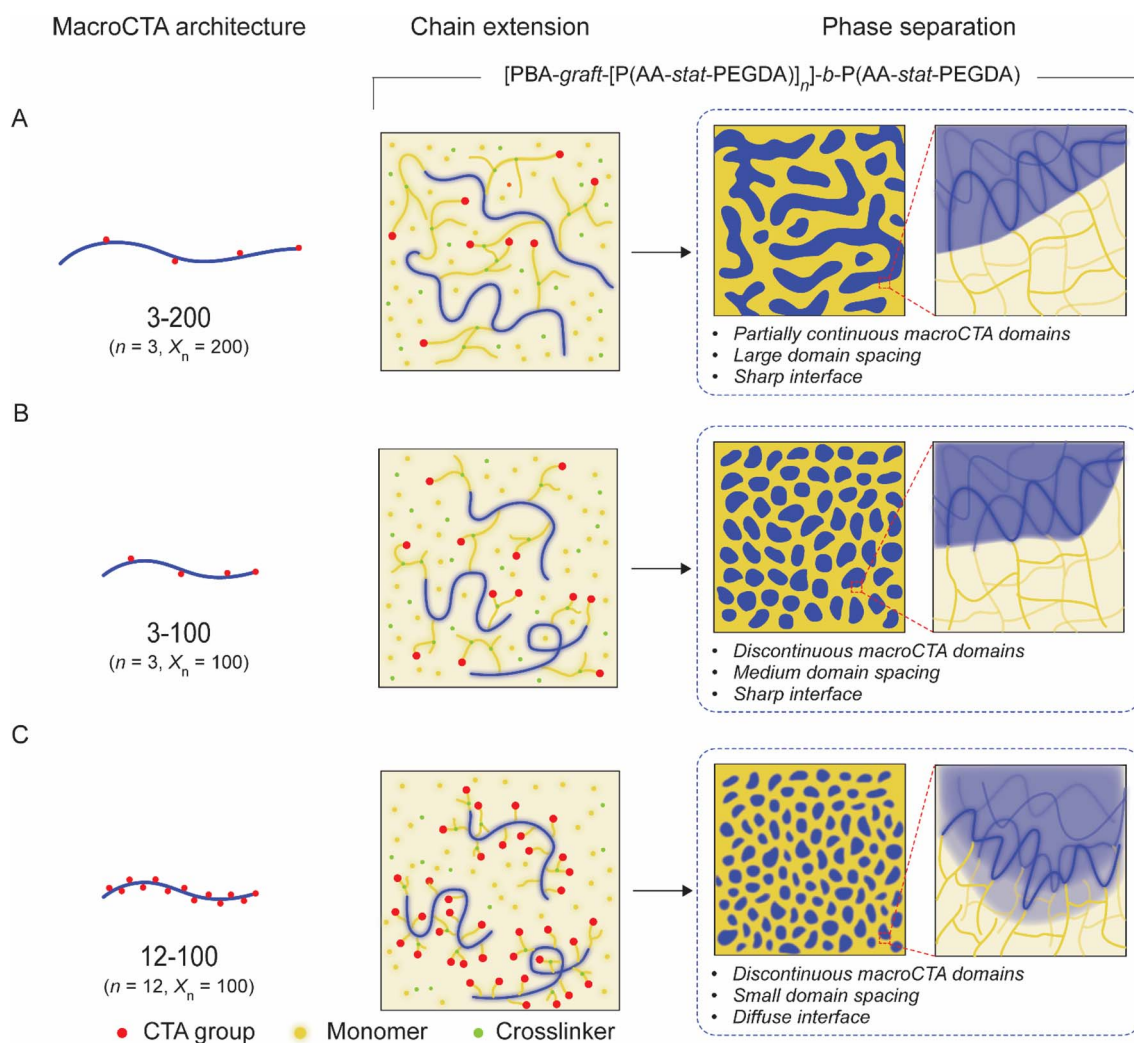 MacroCTA architecture
Chain extension
Phase separation
[PBA-graft-[P(AA-stat-PEGDA)]n]-b-P(AA-stat-PEGDA)
A
3-200
(n = 3, Xn = 200)
• Partially continuous macroCTA domains
• Large domain spacing
• Sharp interface
B
3-100
(n = 3, Xn = 100)
• Discontinuous macroCTA domains
• Medium domain spacing
• Sharp interface
C
12-100
(n = 12, Xn = 100)
• Discontinuous macroCTA domains
• Small domain spacing
• Diffuse interface
CTA group
Monomer
Crosslinker